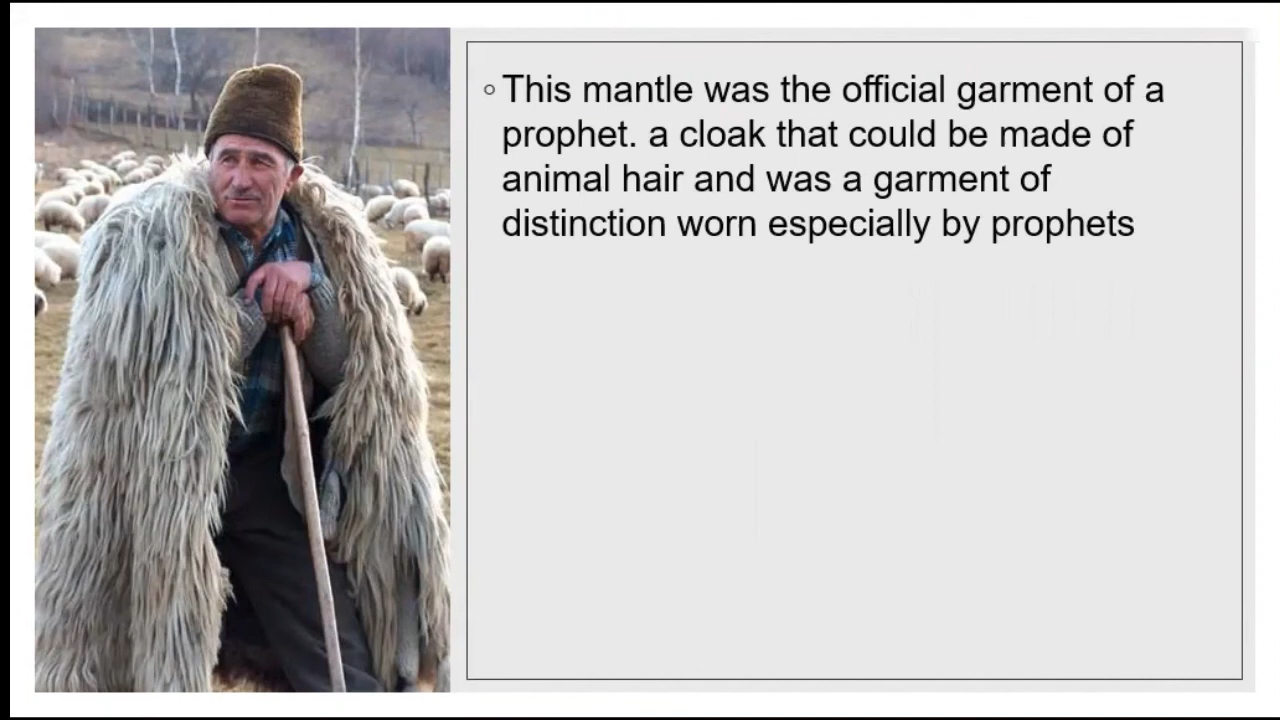 ◦ This mantle was the official garment of a
prophet. a cloak that could be made of
animal hair and was a garment of
distinction worn especially by prophets